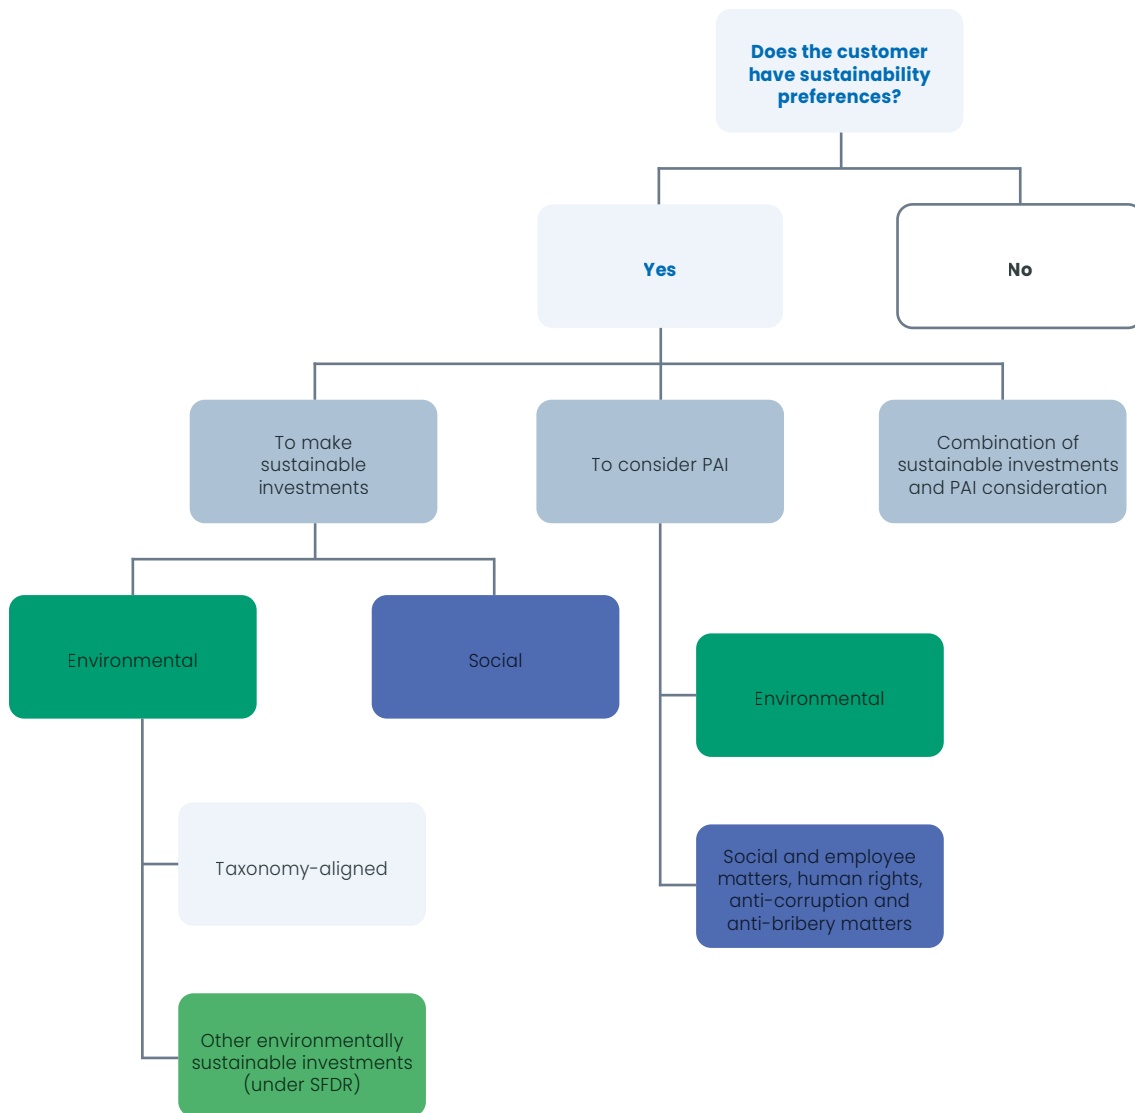 Does the customer
have sustainability
preferences?
Yes
No
To make
sustainable
investments
To consider PAI
Combination of
sustainable investments
and PAI consideration
Environmental
Social
Environmental
Taxonomy-aligned
Social and employee
matters, human rights,
anti-corruption and
anti-bribery matters
Other environmentally
sustainable investments
(under SFDR)